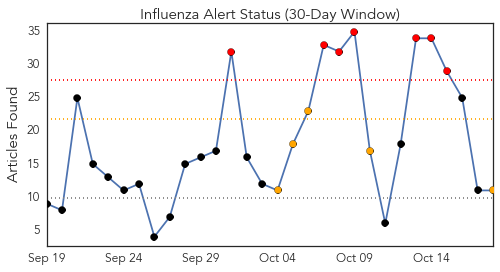 Influenza Alert Status (30-Day Window)
Articles Found
35
30
25
20
15
10
5
Sep 19 Sep 24 Sep 29 Oct 04 Oct 09 Oct 14